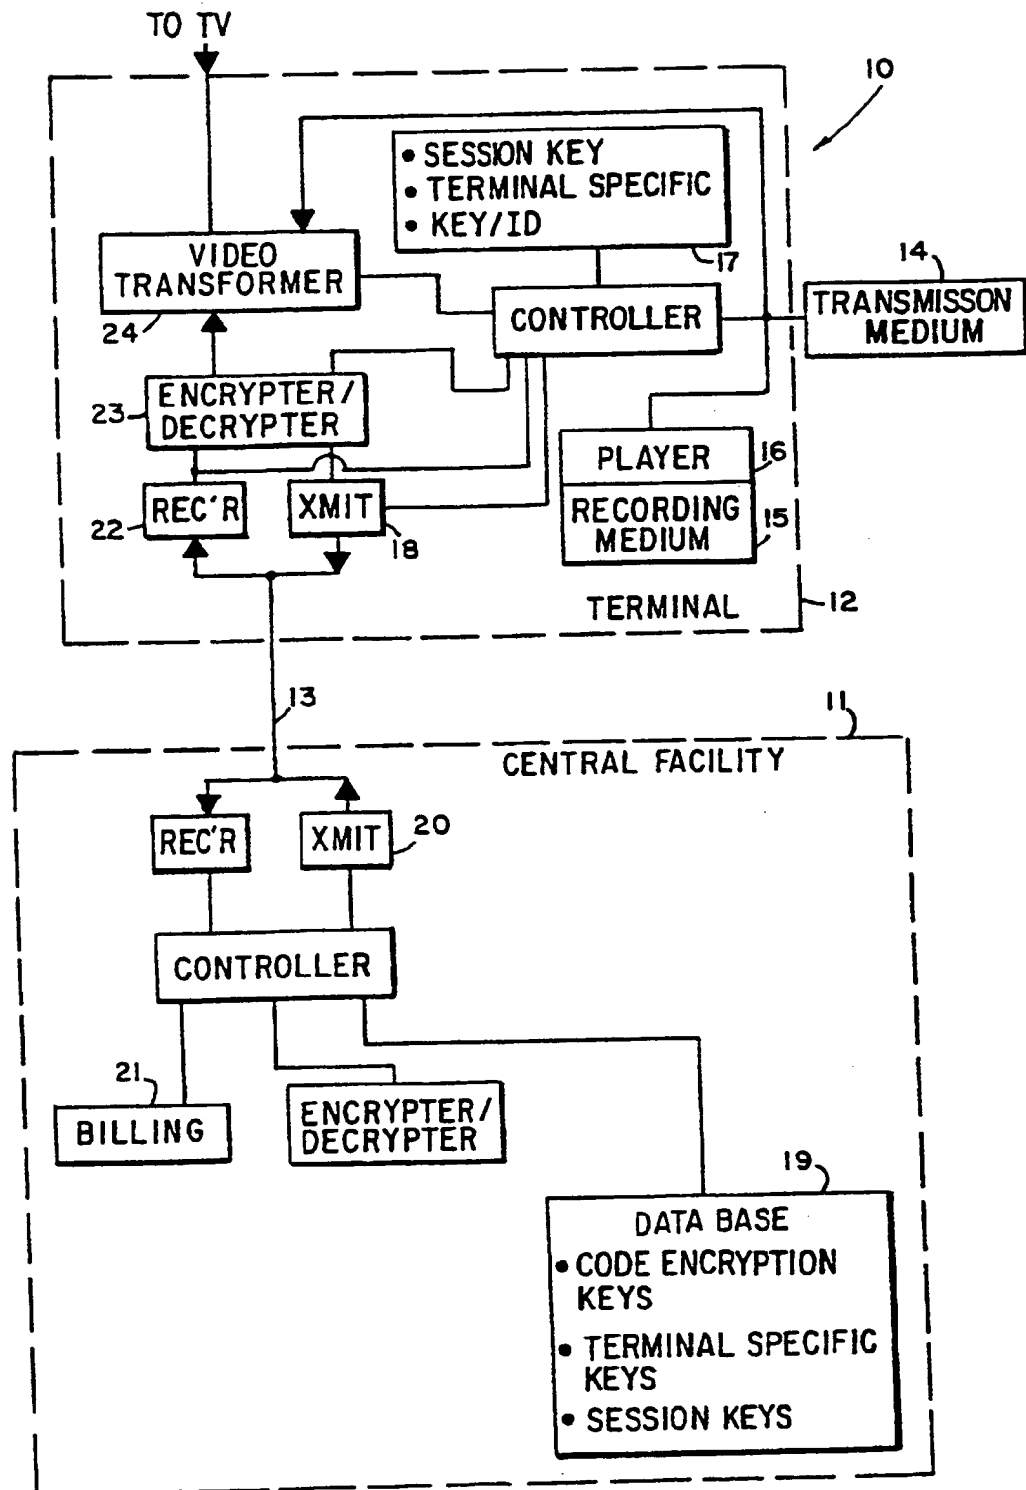 TO TV
10
• SESSION KEY
• TERMINAL SPECIFIC
• KEY/ID
17
VIDEO
TRANSFORMER
24
CONTROLLER
14
TRANSMISSON
MEDIUM
23
ENCRYPTER/
DECRYPTER
PLAYER
16
22
REC'R
XMIT
18
RECORDING
MEDIUM
15
TERMINAL
12
13
11
CENTRAL FACILITY
REC'R
XMIT
20
CONTROLLER
21
BILLING
ENCRYPTER/
DECRYPTER
19
DATA BASE
• CODE ENCRYPTION
KEYS
• TERMINAL SPECIFIC
KEYS
• SESSION KEYS